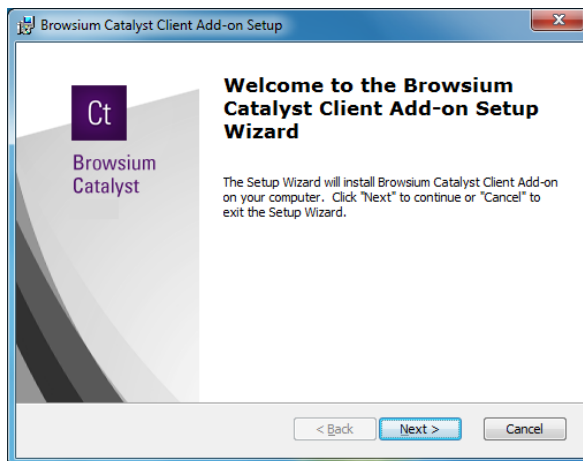 Browsium Catalyst Client Add-on Setup
Ct
Browsium
Catalyst
Welcome to the Browsium
Catalyst Client Add-on Setup
Wizard
The Setup Wizard will install Browsium Catalyst Client Add-on
on your computer. Click "Next" to continue or "Cancel" to
exit the Setup Wizard.
< Back
Next >
Cancel